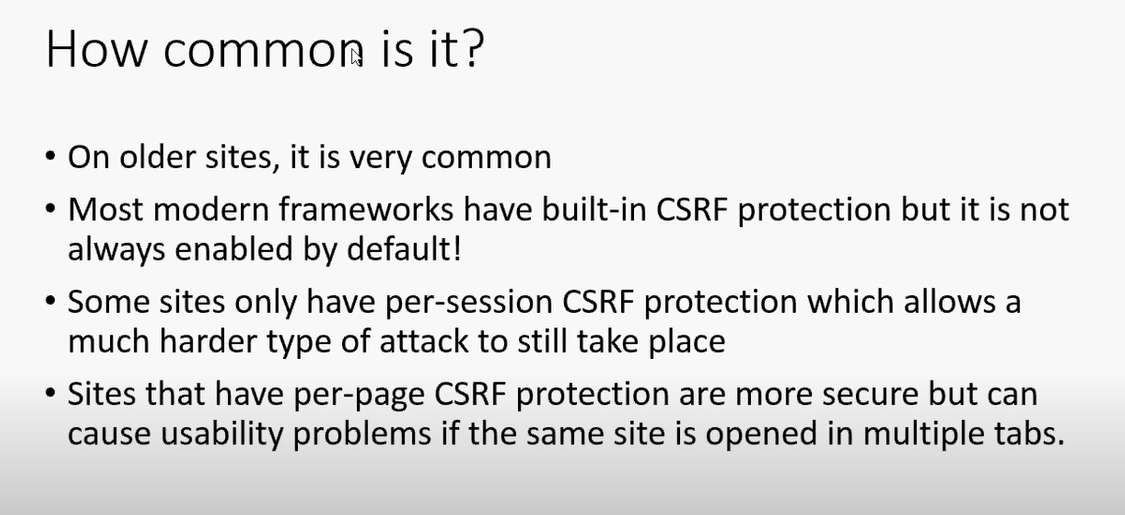 How common is it?
• On older sites, it is very common
• Most modern frameworks have built-in CSRF protection but it is not
always enabled by default!
• Some sites only have per-session CSRF protection which allows a
much harder type of attack to still take place
• Sites that have per-page CSRF protection are more secure but can
cause usability problems if the same site is opened in multiple tabs.